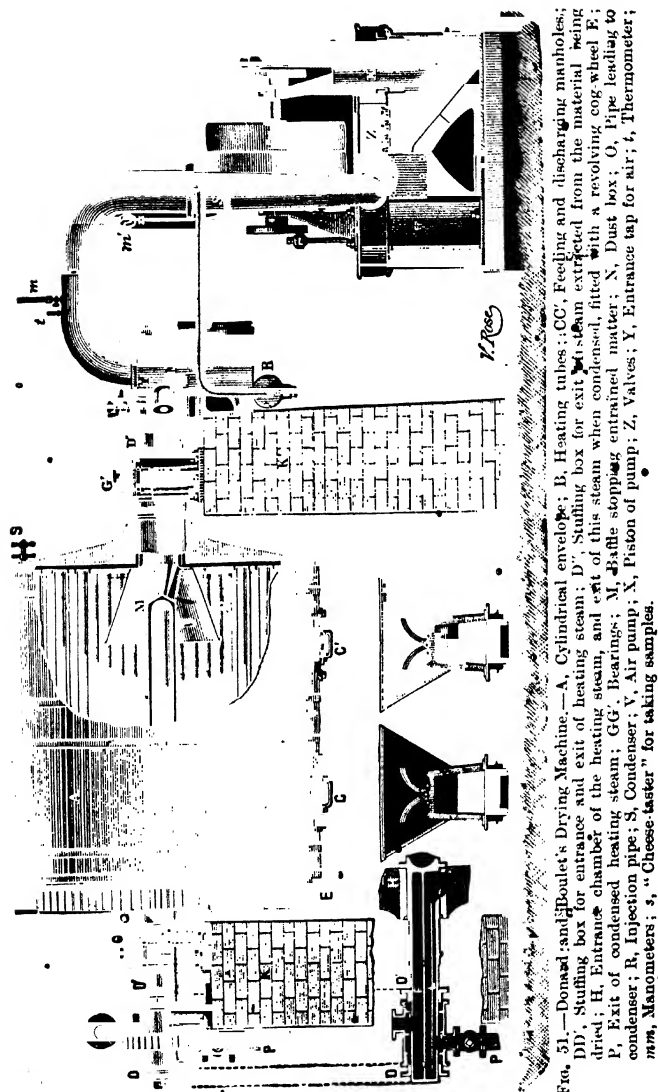 S
m
t
m'
G'
D'
Y
O
R
Z
M
K'
V. Rose
A
C'
C
E
G
D'
D
K
P
H
D'
D
P
FIG. 51.—Donard and Boulet's Drying Machine.—A, Cylindrical envelope; B, Heating tubes; CC', Feeding and discharging manholes;
DD', Stuffing box for entrance and exit of heating steam; D'', Stuffing box for exit of steam extracted from the material being
dried; H, Entrance chamber of the heating steam, and exit of this steam when condensed, fitted with a revolving cog-wheel E;
P, Exit of condensed heating steam; GG', Bearings; M, Baffle stopping entrained matter; N, Dust box; O, Pipe leading to
condenser; R, Injection pipe; S, Condenser; V, Air pump; X, Piston of pump; Z, Valves; Y, Entrance tap for air; t, Thermometer;
mm, Manometers; s, "Cheese-taster" for taking samples.